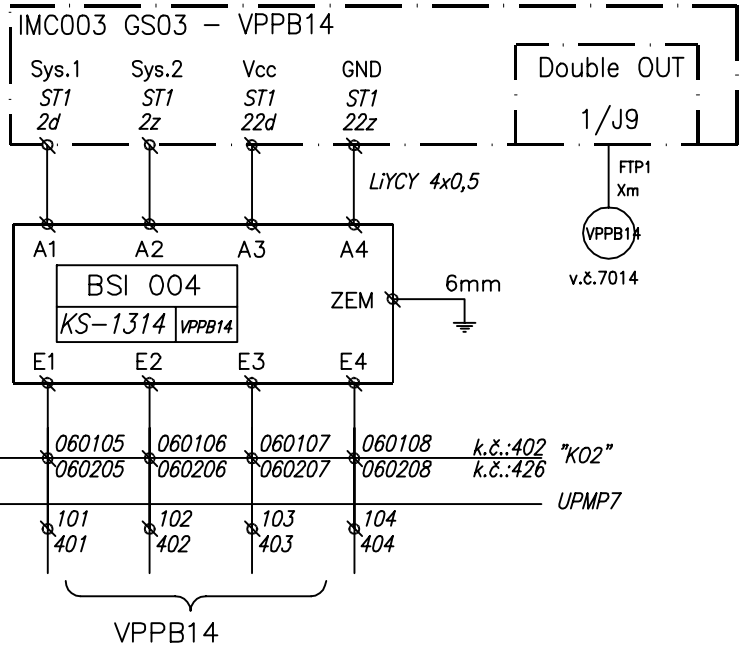 IMC003 GS03 - VPPB14
Sys.1 Sys.2 Vcc GND
ST1 ST1 ST1 ST1
2d 2z 22d 22z
Double OUT
1/J9
LiYCY 4x0,5
FTP1
Xm
VPPB14
v.č.7014
A1 A2 A3 A4
BSI 004
KS-1314 VPPB14
ZEM
6mm
E1 E2 E3 E4
060105 060106 060107 060108 k.č.:402 "KO2"
060205 060206 060207 060208 k.č.:426
UPMP7
101 102 103 104
401 402 403 404
VPPB14